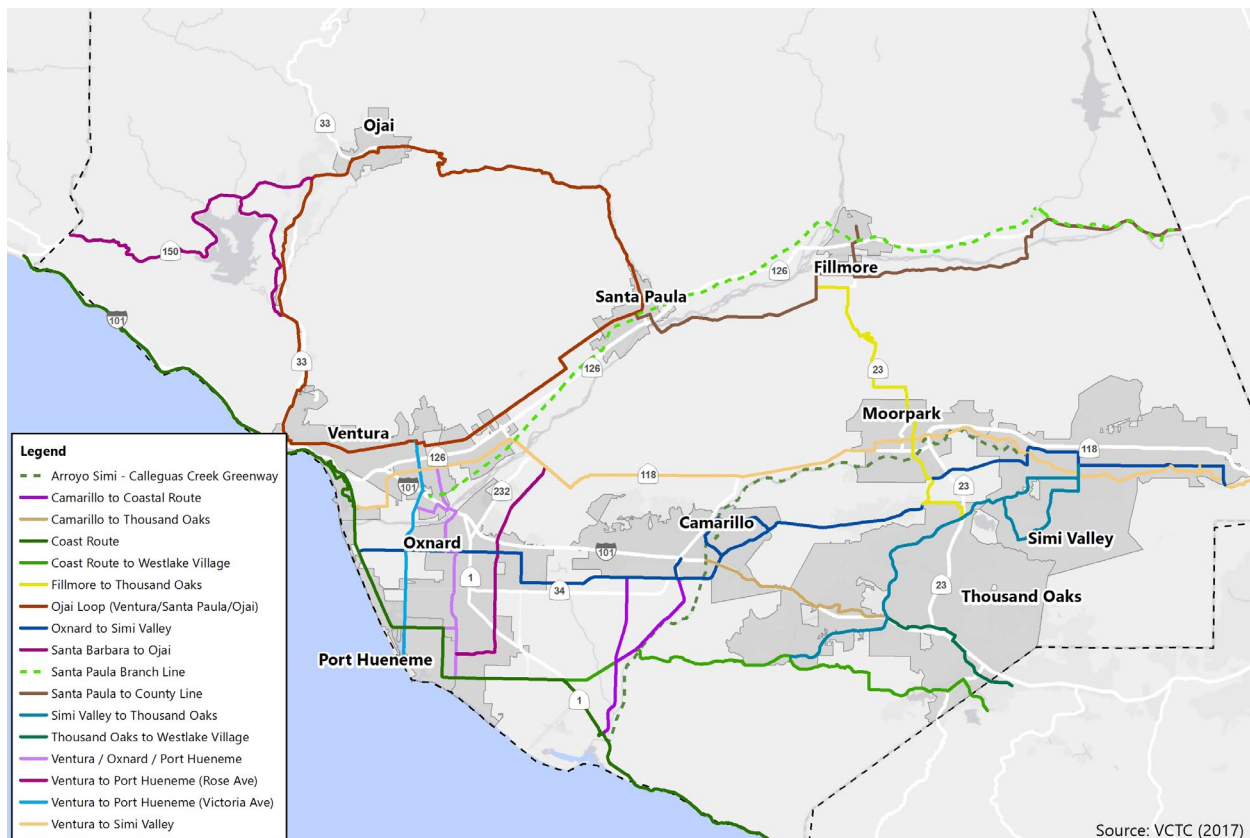 33
Ojai
150
126
Fillmore
Santa Paula
101
33
126
23
Moorpark
Ventura
118
126
118
101
232
23
Camarillo
Oxnard
101
Simi Valley
1
34
23
Thousand Oaks
Port Hueneme
1
Legend
Arroyo Simi - Calleguas Creek Greenway
Camarillo to Coastal Route
Camarillo to Thousand Oaks
Coast Route
Coast Route to Westlake Village
Fillmore to Thousand Oaks
Ojai Loop (Ventura/Santa Paula/Ojai)
Oxnard to Simi Valley
Santa Barbara to Ojai
Santa Paula Branch Line
Santa Paula to County Line
Simi Valley to Thousand Oaks
Thousand Oaks to Westlake Village
Ventura / Oxnard / Port Hueneme
Ventura to Port Hueneme (Rose Ave)
Ventura to Port Hueneme (Victoria Ave)
Ventura to Simi Valley
Source: VCTC (2017)